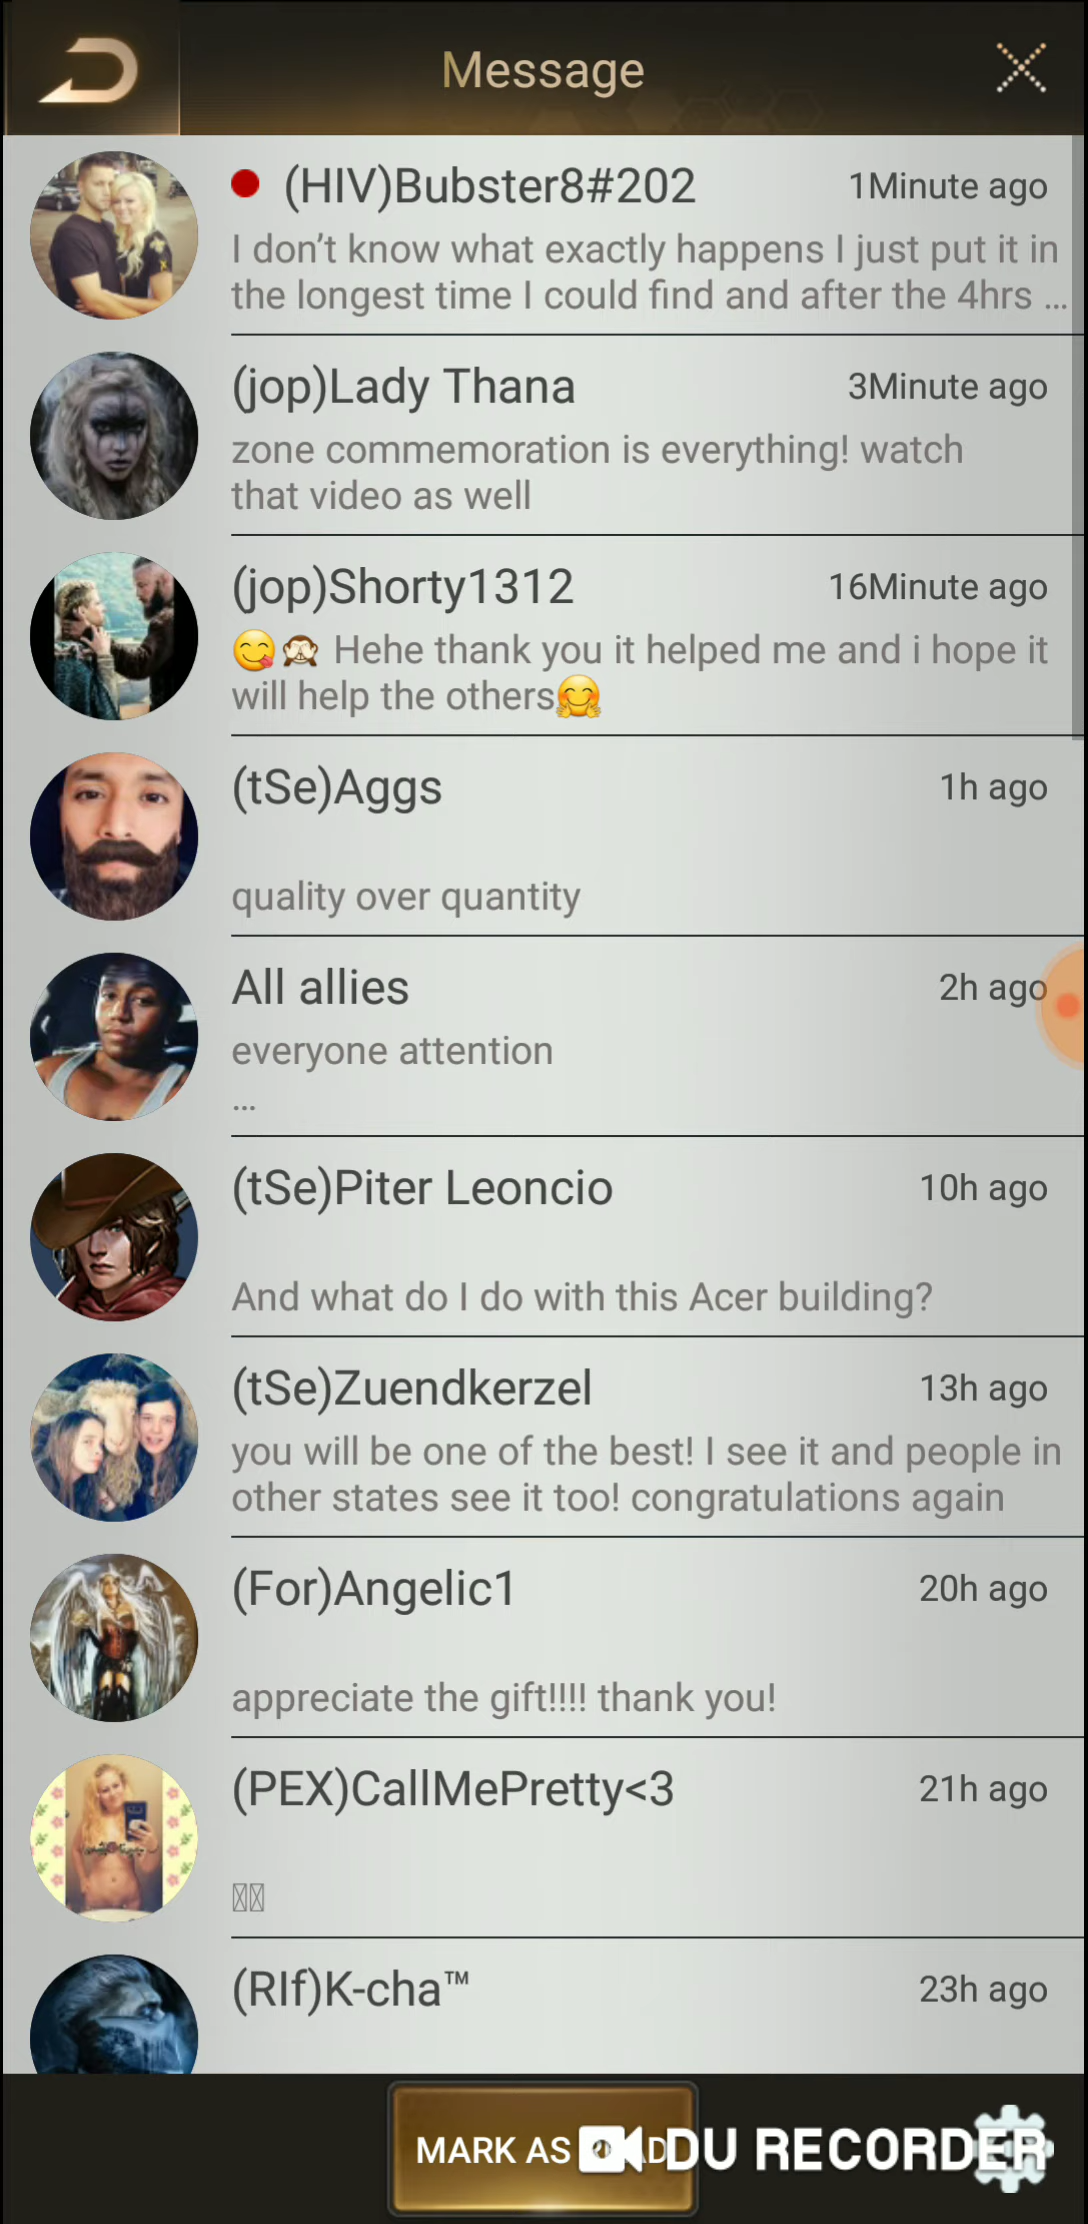 Message
(HIV)Bubster8#202 1Minute ago
I don’t know what exactly happens I just put it in
the longest time I could find and after the 4hrs ...
(jop)Lady Thana 3Minute ago
zone commemoration is everything! watch
that video as well
(jop)Shorty1312 16Minute ago
😋🙈 Hehe thank you it helped me and i hope it
will help the others🤗
(tSe)Aggs 1h ago
quality over quantity
All allies 2h ago
everyone attention
...
(tSe)Piter Leoncio 10h ago
And what do I do with this Acer building?
(tSe)Zuendkerzel 13h ago
you will be one of the best! I see it and people in
other states see it too! congratulations again
(For)Angelic1 20h ago
appreciate the gift!!!! thank you!
(PEX)CallMePretty<3 21h ago
(RIf)K-cha™ 23h ago
MARK AS
DU RECORDER